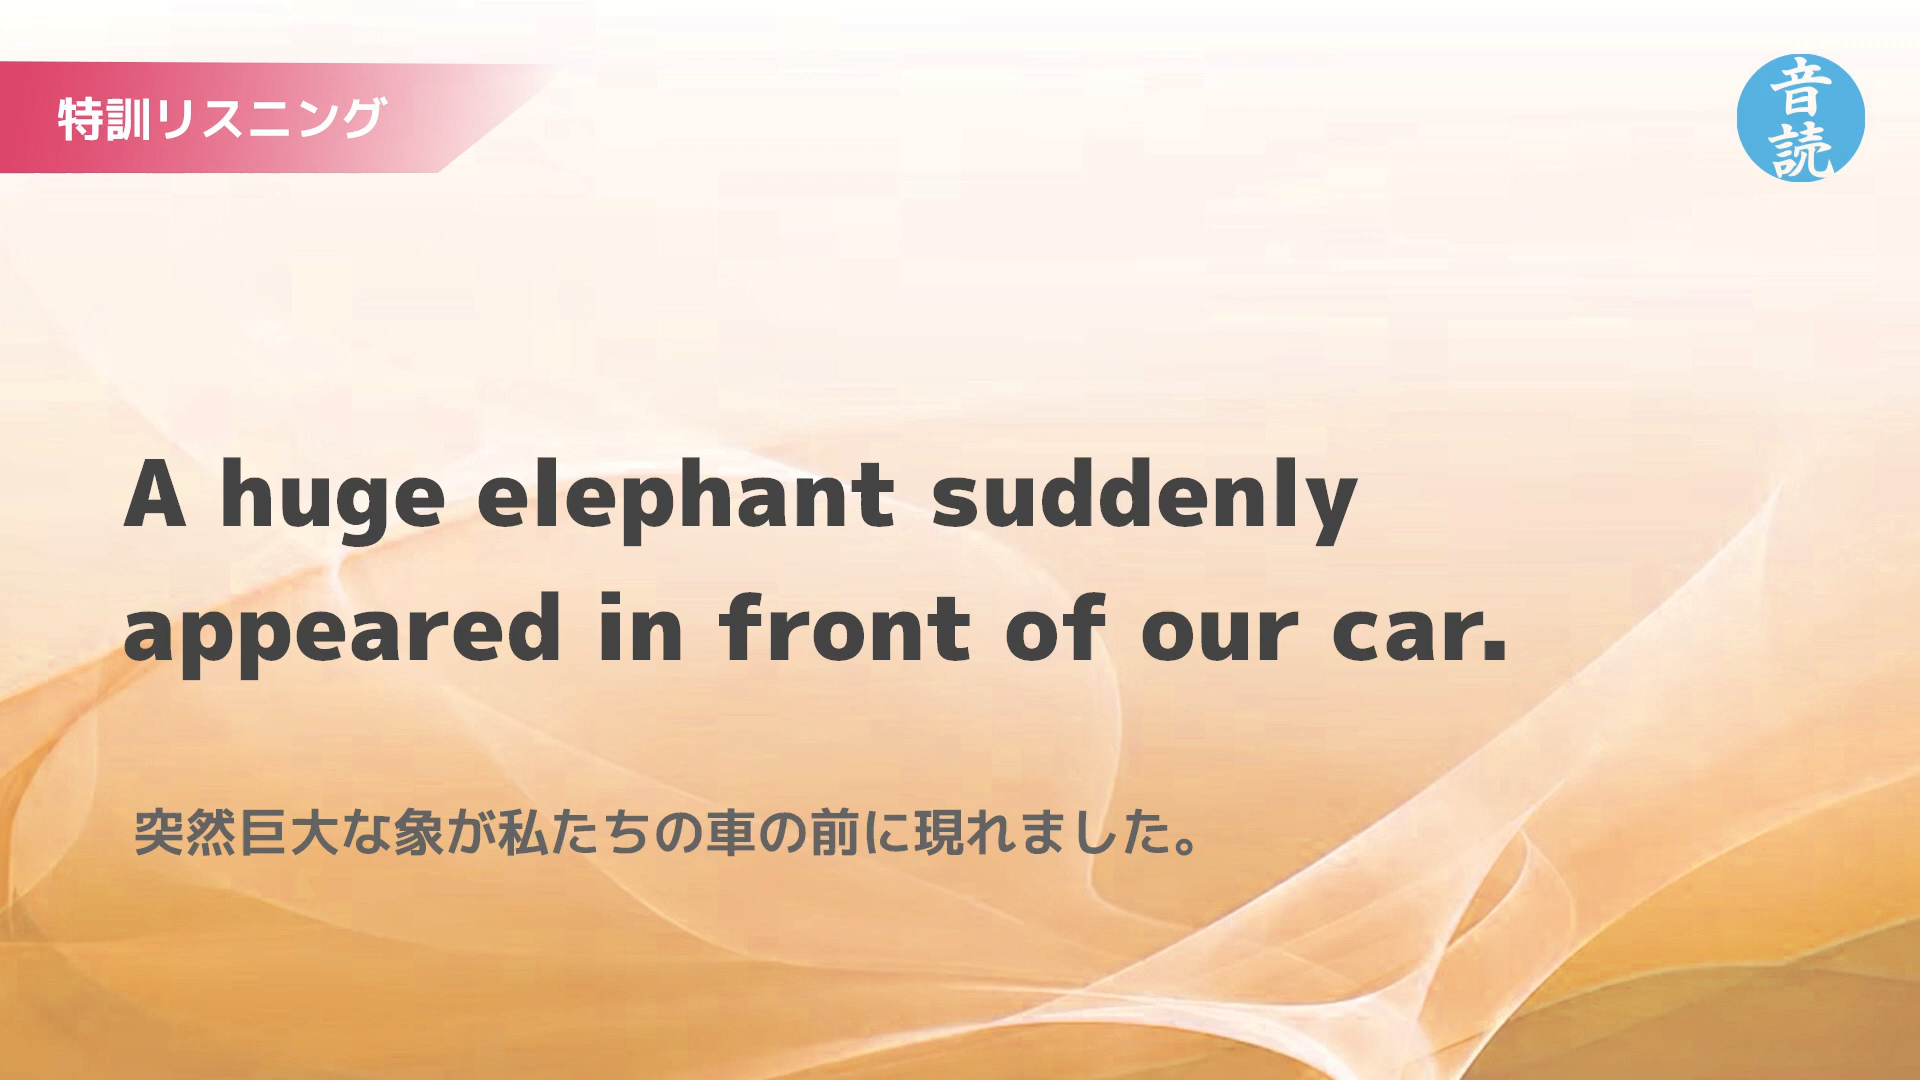 特訓リスニング
音
読
A huge elephant suddenly
appeared in front of our car.
突然巨大な象が私たちの車の前に現れました。